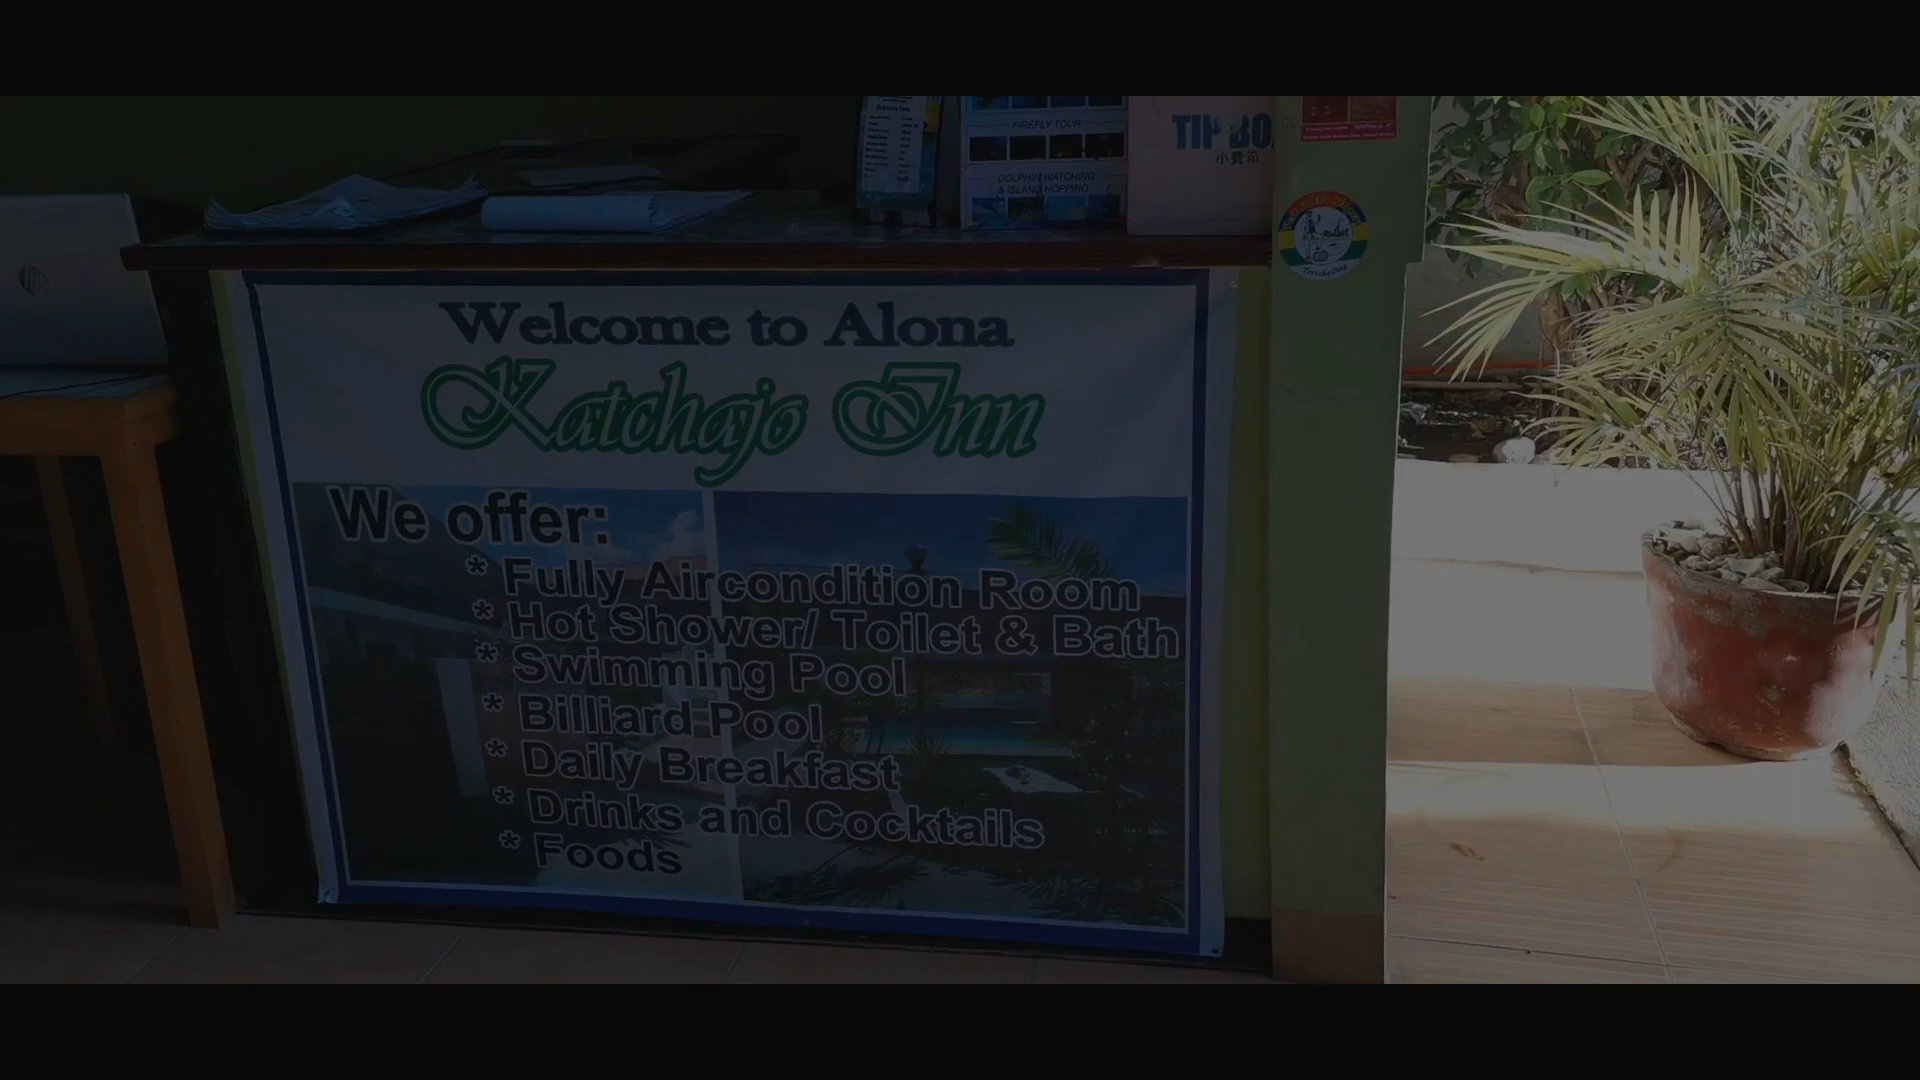 FIREFLY TOUR
DOLPHIN WATCHING
& ISLAND HOPPING
TIP BO
小費箱
Welcome to Alona
Katchajo Inn
We offer:
* Fully Aircondition Room
* Hot Shower/ Toilet & Bath
* Swimming Pool
* Billiard Pool
* Daily Breakfast
* Drinks and Cocktails
* Foods